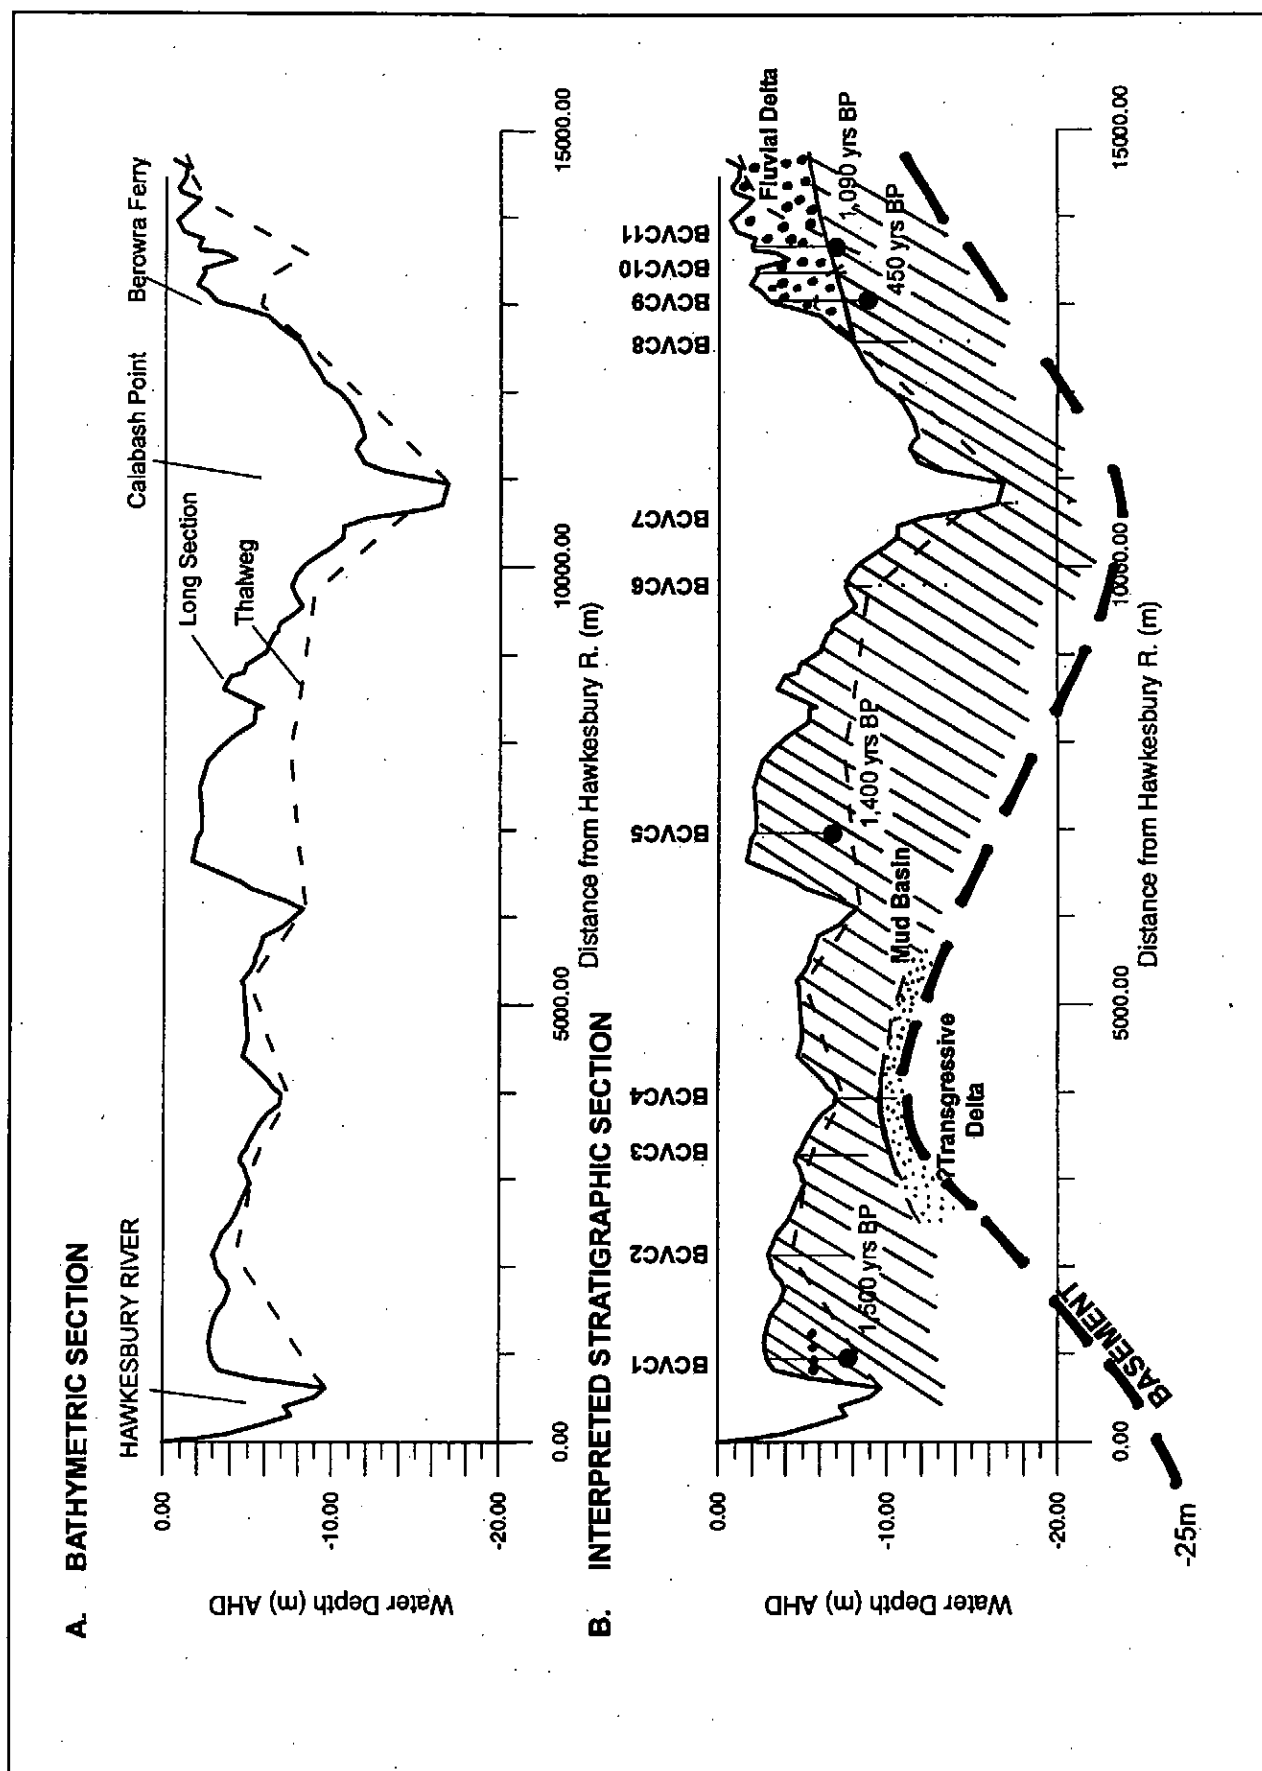 A. BATHYMETRIC SECTION
HAWKESBURY RIVER
Long Section
Thalweg
Calabash Point
Berowra Ferry
0.00
-10.00
-20.00
Water Depth (m) AHD
0.00
5000.00
10000.00
15000.00
Distance from Hawkesbury R. (m)
B. INTERPRETED STRATIGRAPHIC SECTION
BCVC1
BCVC2
BCVC3
BCVC4
BCVC5
BCVC6
BCVC7
BCVC8
BCVC9
BCVC10
BCVC11
Fluvial Delta
1,090 yrs BP
450 yrs BP
1,400 yrs BP
1,500 yrs BP
Mud Basin
?Transgressive
Delta
BASEMENT
0.00
-10.00
-20.00
-25m
Water Depth (m) AHD
0.00
5000.00
10000.00
15000.00
Distance from Hawkesbury R. (m)